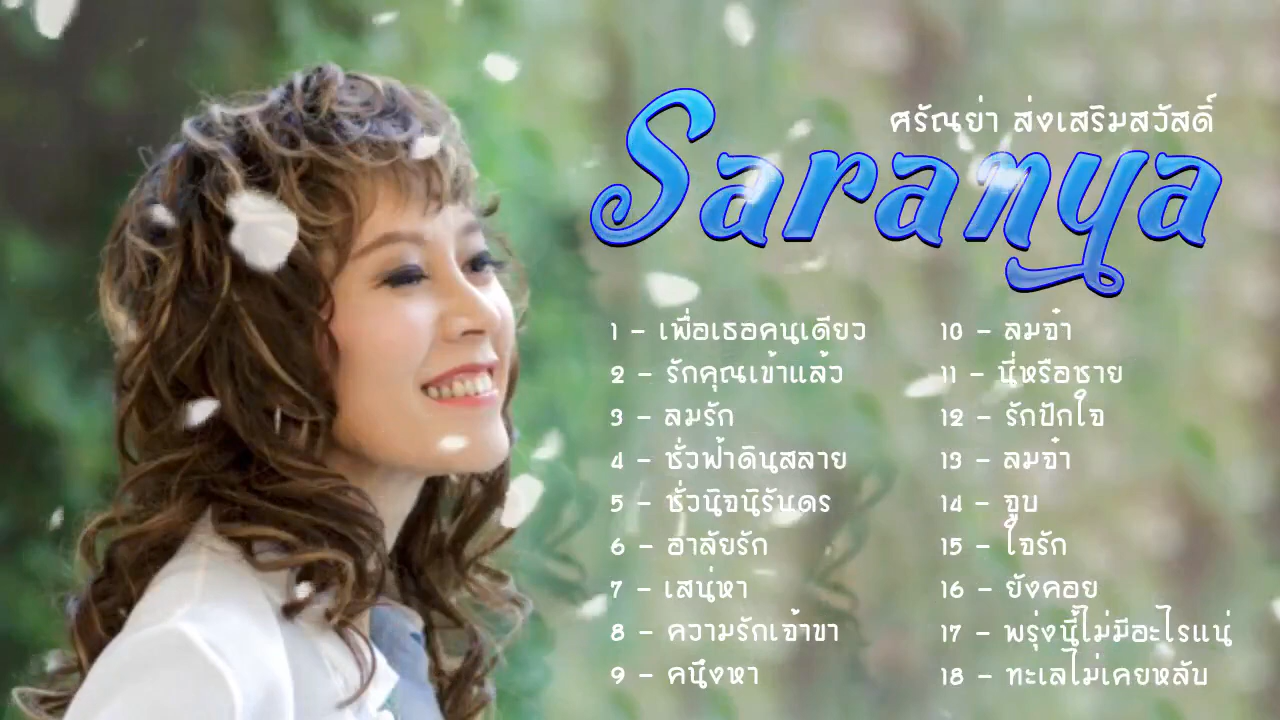 ศรัณย่า ส่งเสริมสวัสดิ์
Saranya
1 - เพื่อเธอคนเดียว
2 - รักคุณเข้าแล้ว
3 - ลมรัก
4 - ชั่วฟ้าดินสลาย
5 - ชั่วนิจนิรันดร
6 - อาลัยรัก
7 - เสน่หา
8 - ความรักเจ้าขา
9 - คนึงหา
10 - ลมจ๋า
11 - นี่หรือชาย
12 - รักปักใจ
13 - ลมจ๋า
14 - จูบ
15 - ใจรัก
16 - ยังคอย
17 - พรุ่งนี้ไม่มีอะไรแน่
18 - ทะเลไม่เคยหลับ